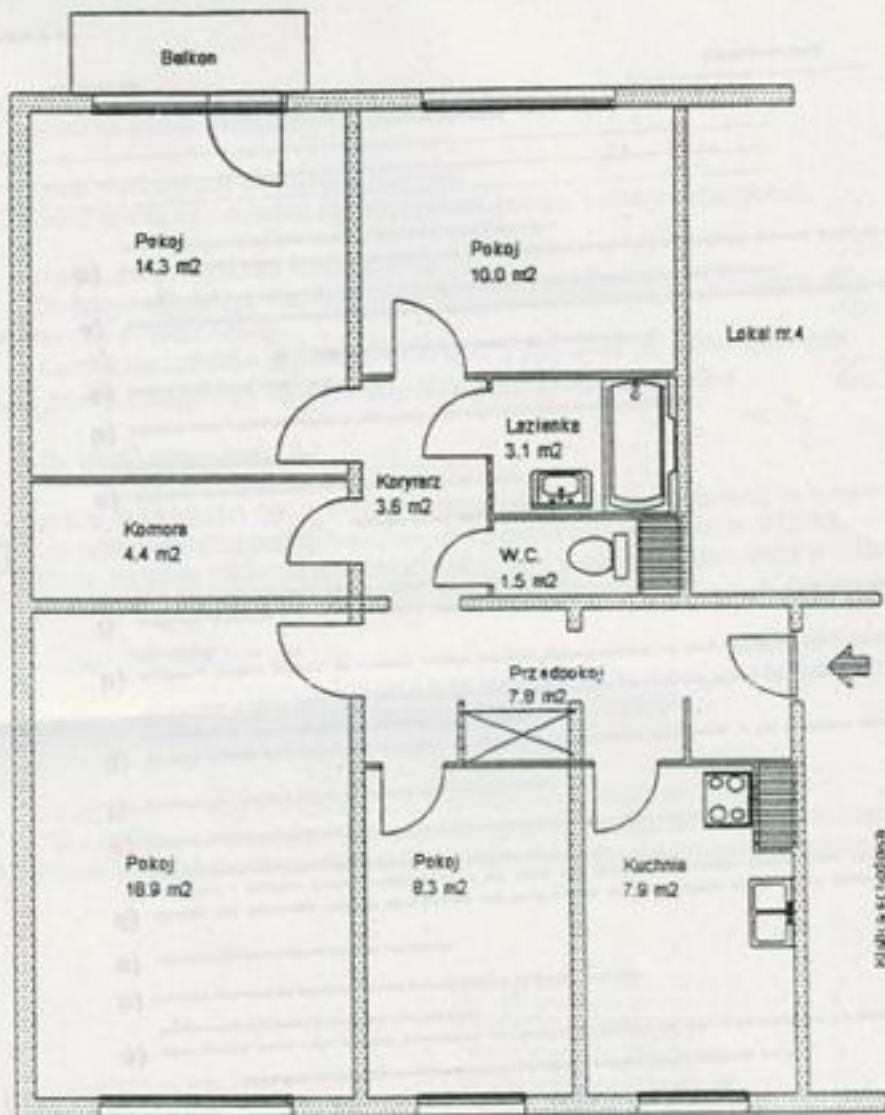 Balkon
Pokoj
14.3 m2
Pokoj
10.0 m2
Lokal nr.4
Lazienka
3.1 m2
Korytarz
3.6 m2
Komora
4.4 m2
W.C.
1.5 m2
Przedpokoj
7.8 m2
Pokoj
18.9 m2
Pokoj
8.3 m2
Kuchnia
7.9 m2